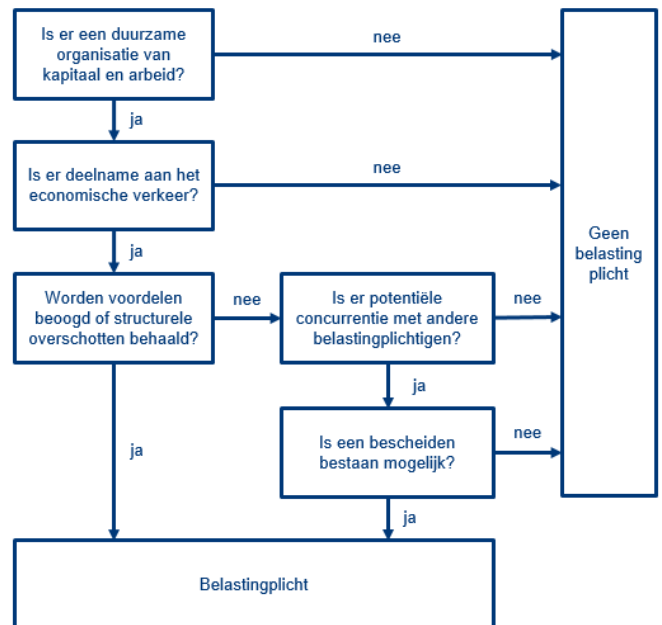 Is er een duurzame
organisatie van
kapitaal en arbeid?
nee
ja
Is er deelname aan het
economische verkeer?
nee
ja
Worden voordelen
beoogd of structurele
overschotten behaald?
nee
Is er potentiële
concurrentie met andere
belastingplichtigen?
nee
Geen
belasting
plicht
ja
ja
Is een bescheiden
bestaan mogelijk?
nee
ja
Belastingplicht